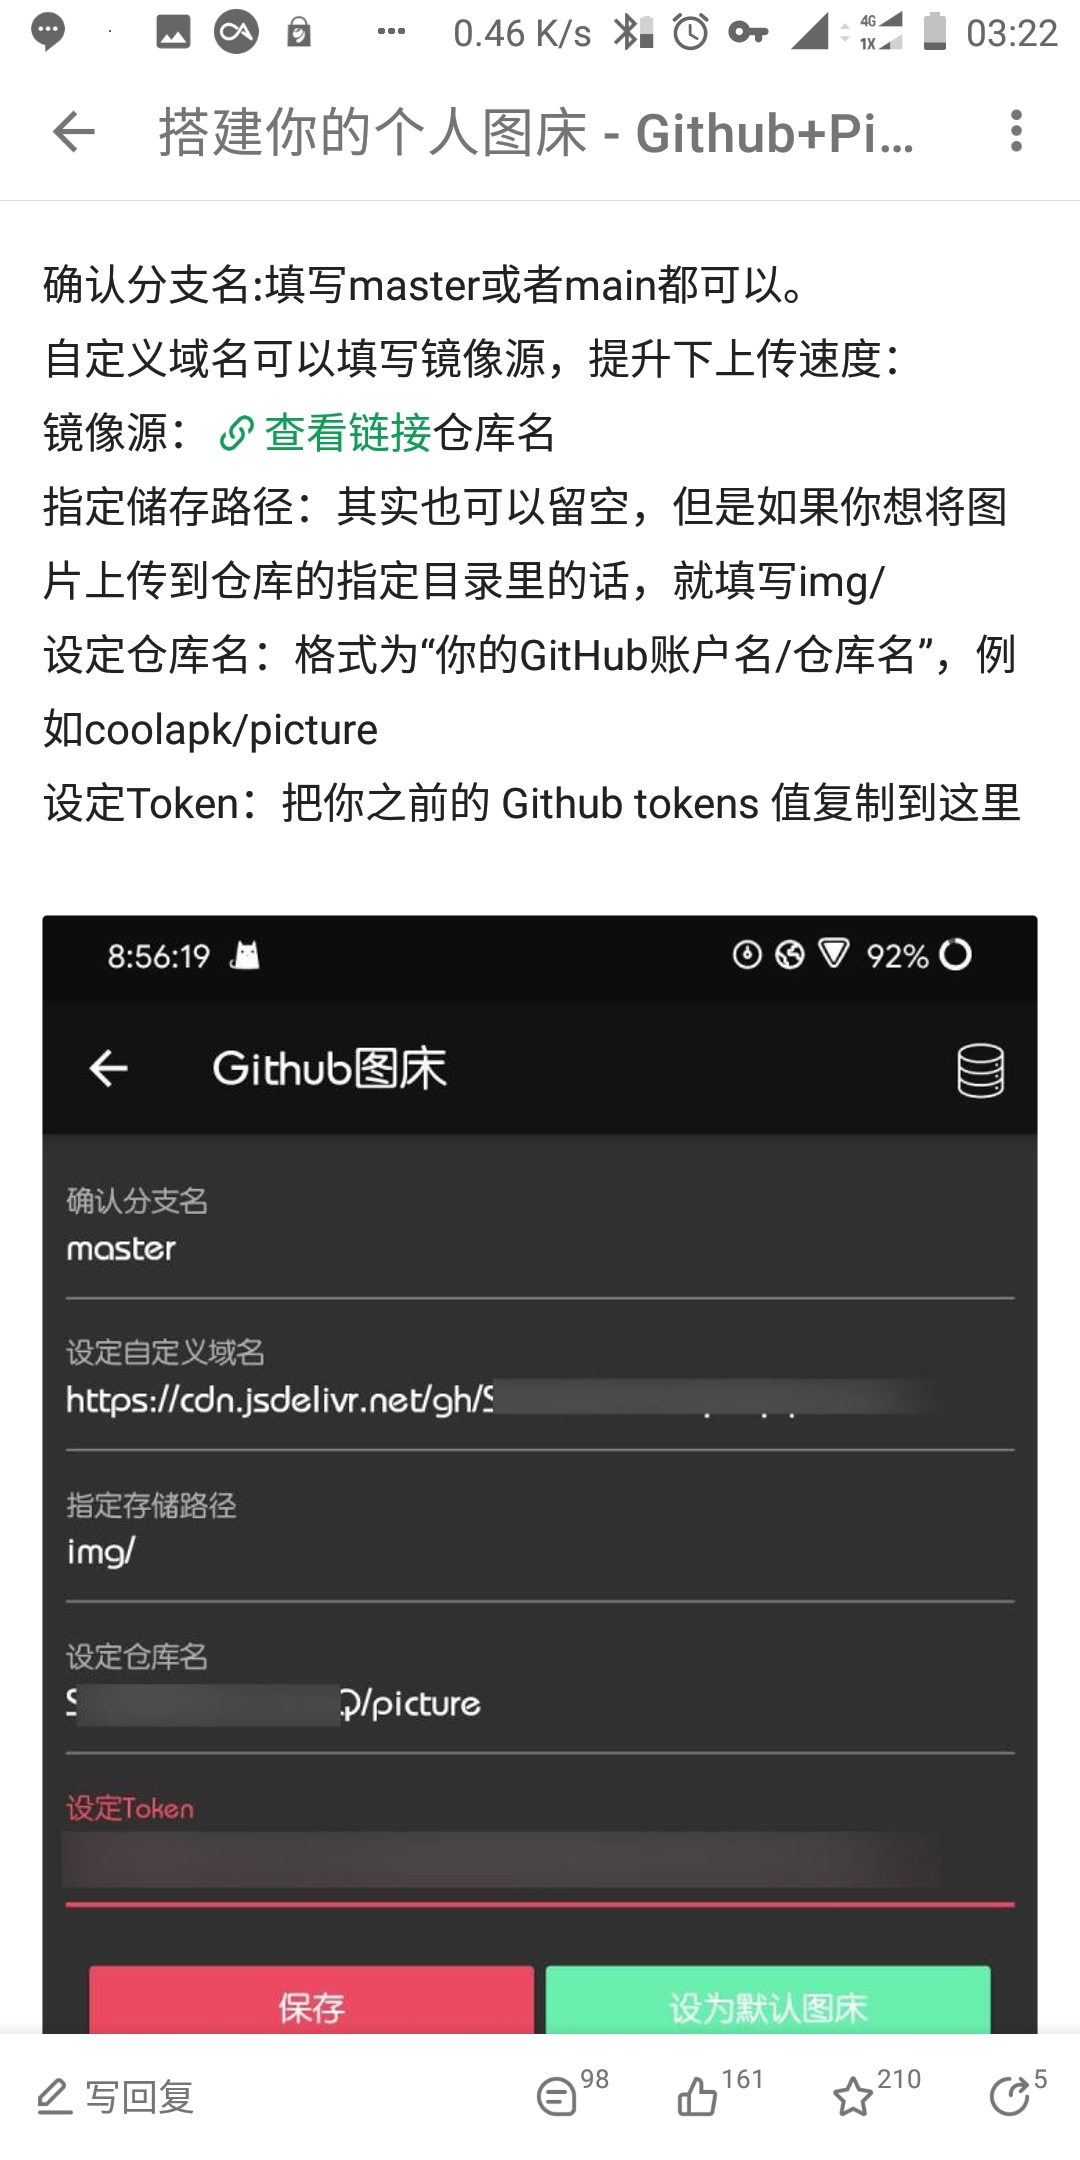 0.46 K/s 4G 1X 03:22
搭建你的个人图床 - Github+Pi...
确认分支名:填写master或者main都可以。
自定义域名可以填写镜像源，提升下上传速度：
镜像源： 查看链接仓库名
指定储存路径：其实也可以留空，但是如果你想将图
片上传到仓库的指定目录里的话，就填写img/
设定仓库名：格式为“你的GitHub账户名/仓库名”，例
如coolapk/picture
设定Token：把你之前的 Github tokens 值复制到这里
8:56:19 92%
Github图床
确认分支名
master
设定自定义域名
https://cdn.jsdelivr.net/gh/S
指定存储路径
img/
设定仓库名
S Q/picture
设定Token
保存 设为默认图床
写回复 98 161 210 5